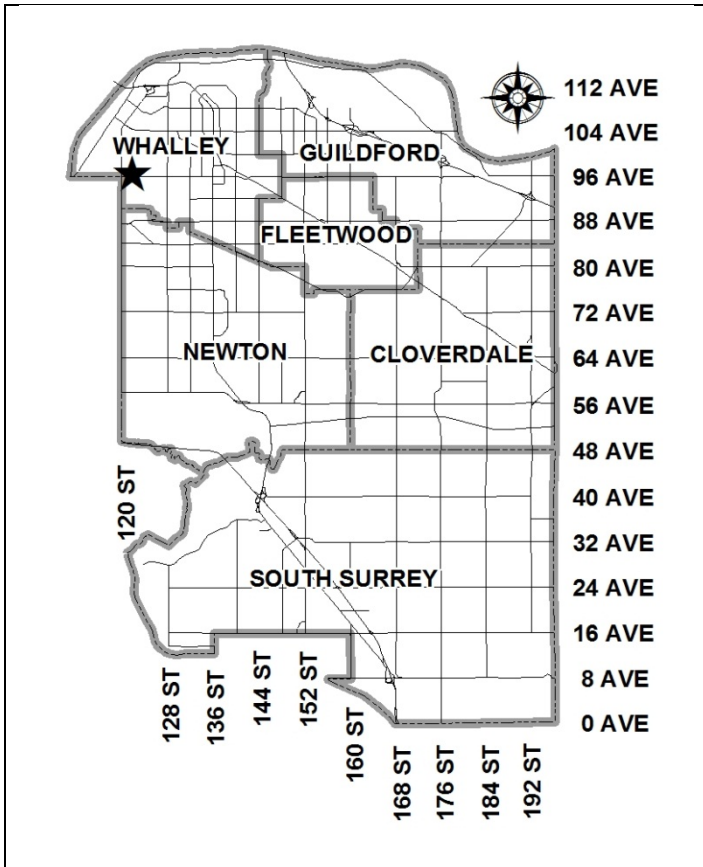 112 AVE
104 AVE
WHALLEY
GUILDFORD
96 AVE
88 AVE
FLEETWOOD
80 AVE
72 AVE
NEWTON
CLOVERDALE
64 AVE
56 AVE
48 AVE
120 ST
40 AVE
32 AVE
SOUTH SURREY
24 AVE
16 AVE
128 ST
136 ST
144 ST
152 ST
8 AVE
160 ST
0 AVE
168 ST
176 ST
184 ST
192 ST